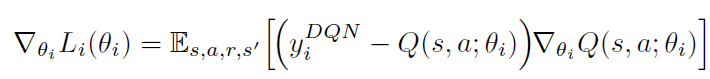 ∇_{θ_i} L_i(θ_i) = 𝔼_{s,a,r,s'} [ ( y_i^{DQN} − Q(s, a; θ_i) ) ∇_{θ_i} Q(s, a; θ_i) ]